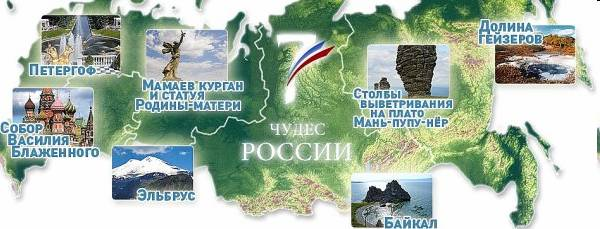 Петергоф
Мамаев курган
и статуя
Родины-матери
Собор
Василия
Блаженного
Эльбрус
7
ЧУДЕС
РОССИИ
Столбы
выветривания
на плато
Мань-пупу-нёр
Долина
Гейзеров
Байкал